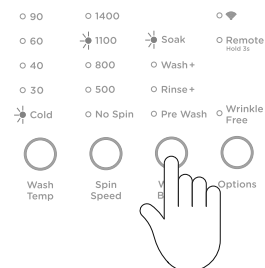 90
1400
60
1100
Soak
Remote
Hold 3s
40
800
Wash+
30
500
Rinse+
Cold
No Spin
Pre Wash
Wrinkle
Free
Wash
Temp
Spin
Speed
Options